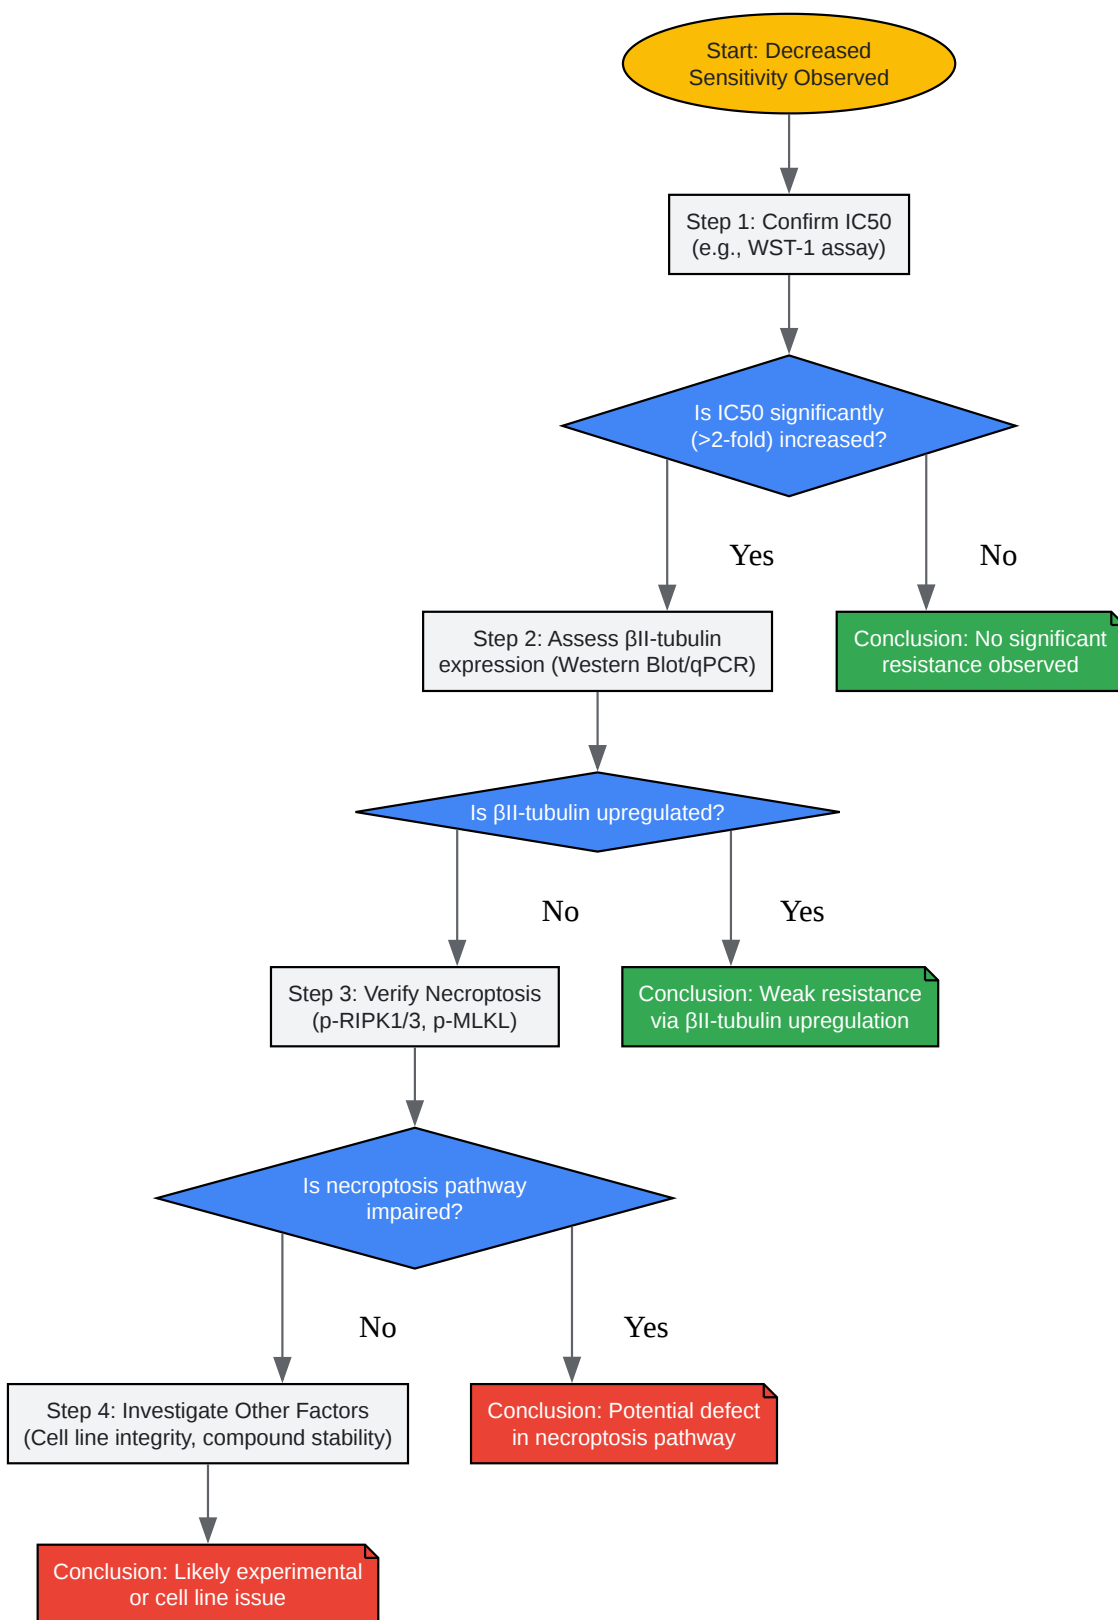 Start: Decreased
Sensitivity Observed
Step 1: Confirm IC50
(e.g., WST-1 assay)
Is IC50 significantly
(>2-fold) increased?
Yes
No
Step 2: Assess βII-tubulin
expression (Western Blot/qPCR)
Conclusion: No significant
resistance observed
Is βII-tubulin upregulated?
No
Yes
Step 3: Verify Necroptosis
(p-RIPK1/3, p-MLKL)
Conclusion: Weak resistance
via βII-tubulin upregulation
Is necroptosis pathway
impaired?
No
Yes
Step 4: Investigate Other Factors
(Cell line integrity, compound stability)
Conclusion: Potential defect
in necroptosis pathway
Conclusion: Likely experimental
or cell line issue